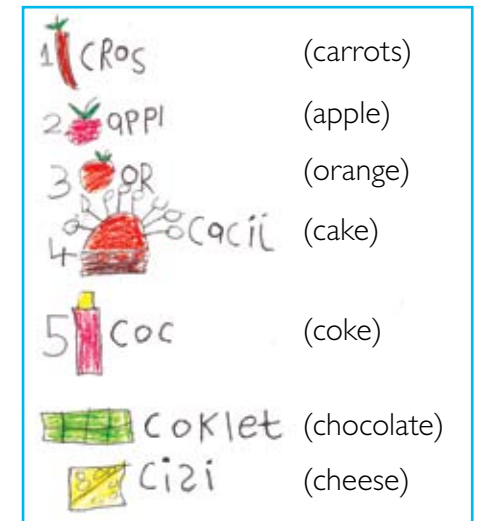 1 CROS (carrots)
2 appl (apple)
3 OR (orange)
4 cacil (cake)
5 coc (coke)
coklet (chocolate)
cizi (cheese)